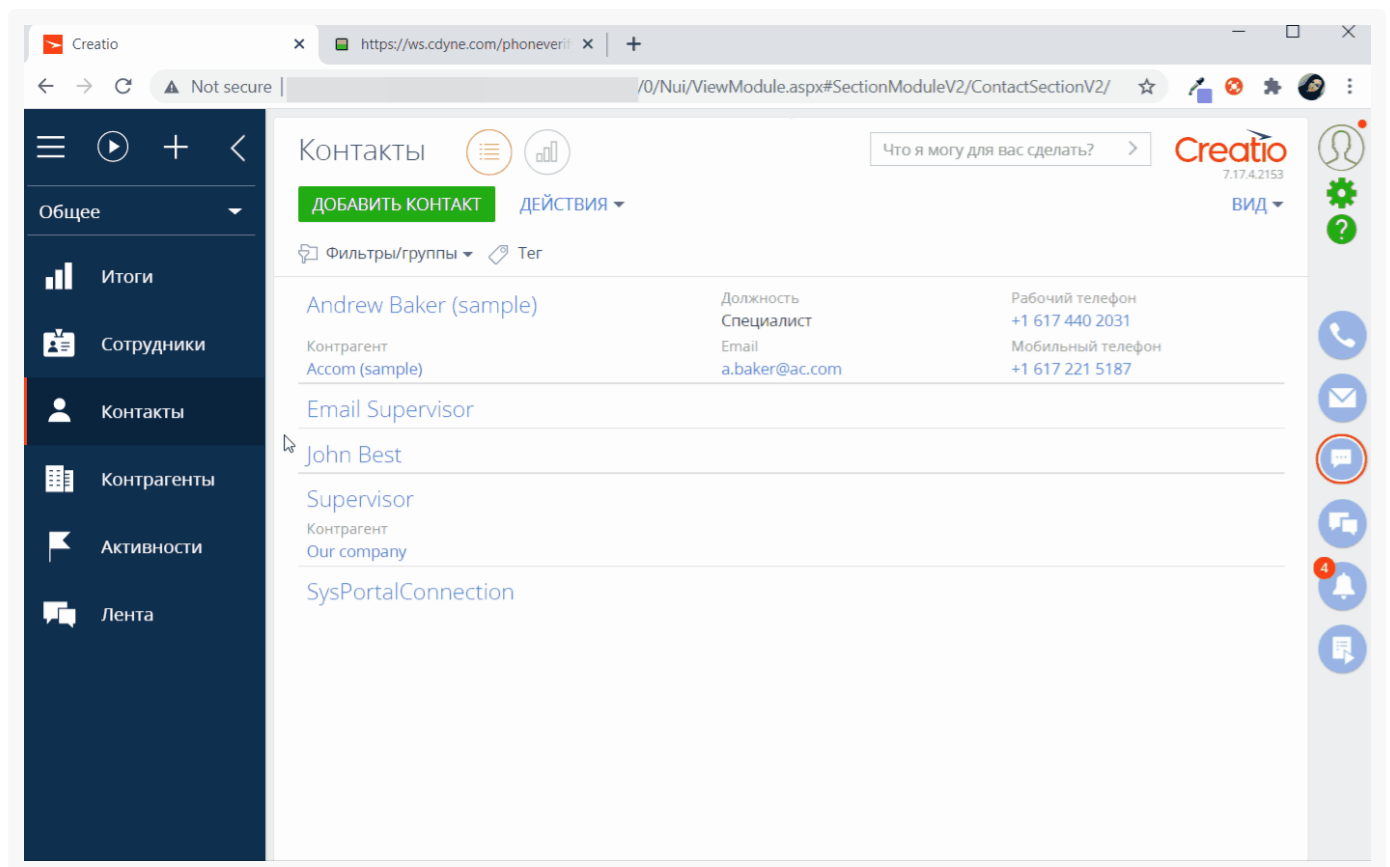 Creatio
https://ws.cdyne.com/phoneverif
Not secure
/0/Nui/ViewModule.aspx#SectionModuleV2/ContactSectionV2/
Контакты
Что я могу для вас сделать?
Creatio
7.17.4.2153
Общее
ДОБАВИТЬ КОНТАКТ
ДЕЙСТВИЯ
ВИД
Фильтры/группы
Тег
Итоги
Сотрудники
Контакты
Контрагенты
Активности
Лента
Andrew Baker (sample)
Должность
Специалист
Рабочий телефон
+1 617 440 2031
Контрагент
Accom (sample)
Email
a.baker@ac.com
Мобильный телефон
+1 617 221 5187
Email Supervisor
John Best
Supervisor
Контрагент
Our company
SysPortalConnection
4